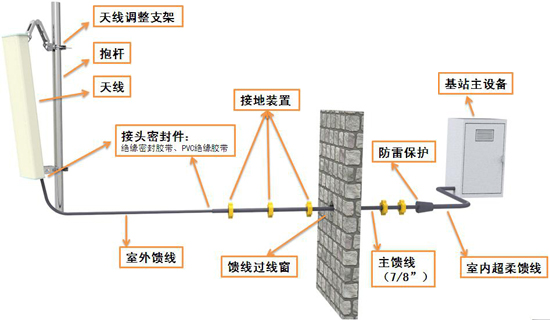 天线调整支架
抱杆
天线
接头密封件：
绝缘密封胶带、PVC绝缘胶带
接地装置
基站主设备
防雷保护
室外馈线
馈线过线窗
主馈线
（7/8”）
室内超柔馈线